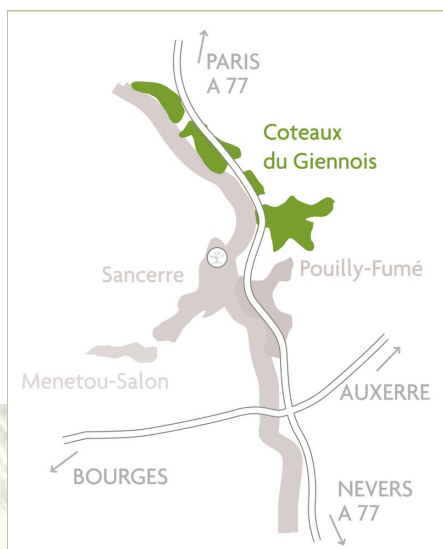 PARIS
A 77
Coteaux
du Giennois
Sancerre
Pouilly-Fumé
Menetou-Salon
AUXERRE
BOURGES
NEVERS
A 77